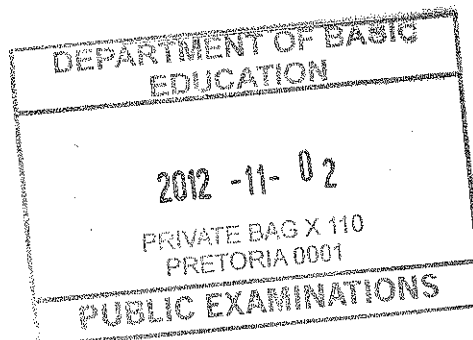 DEPARTMENT OF BASIC
EDUCATION
2012 -11- 02
PRIVATE BAG X 110
PRETORIA 0001
PUBLIC EXAMINATIONS